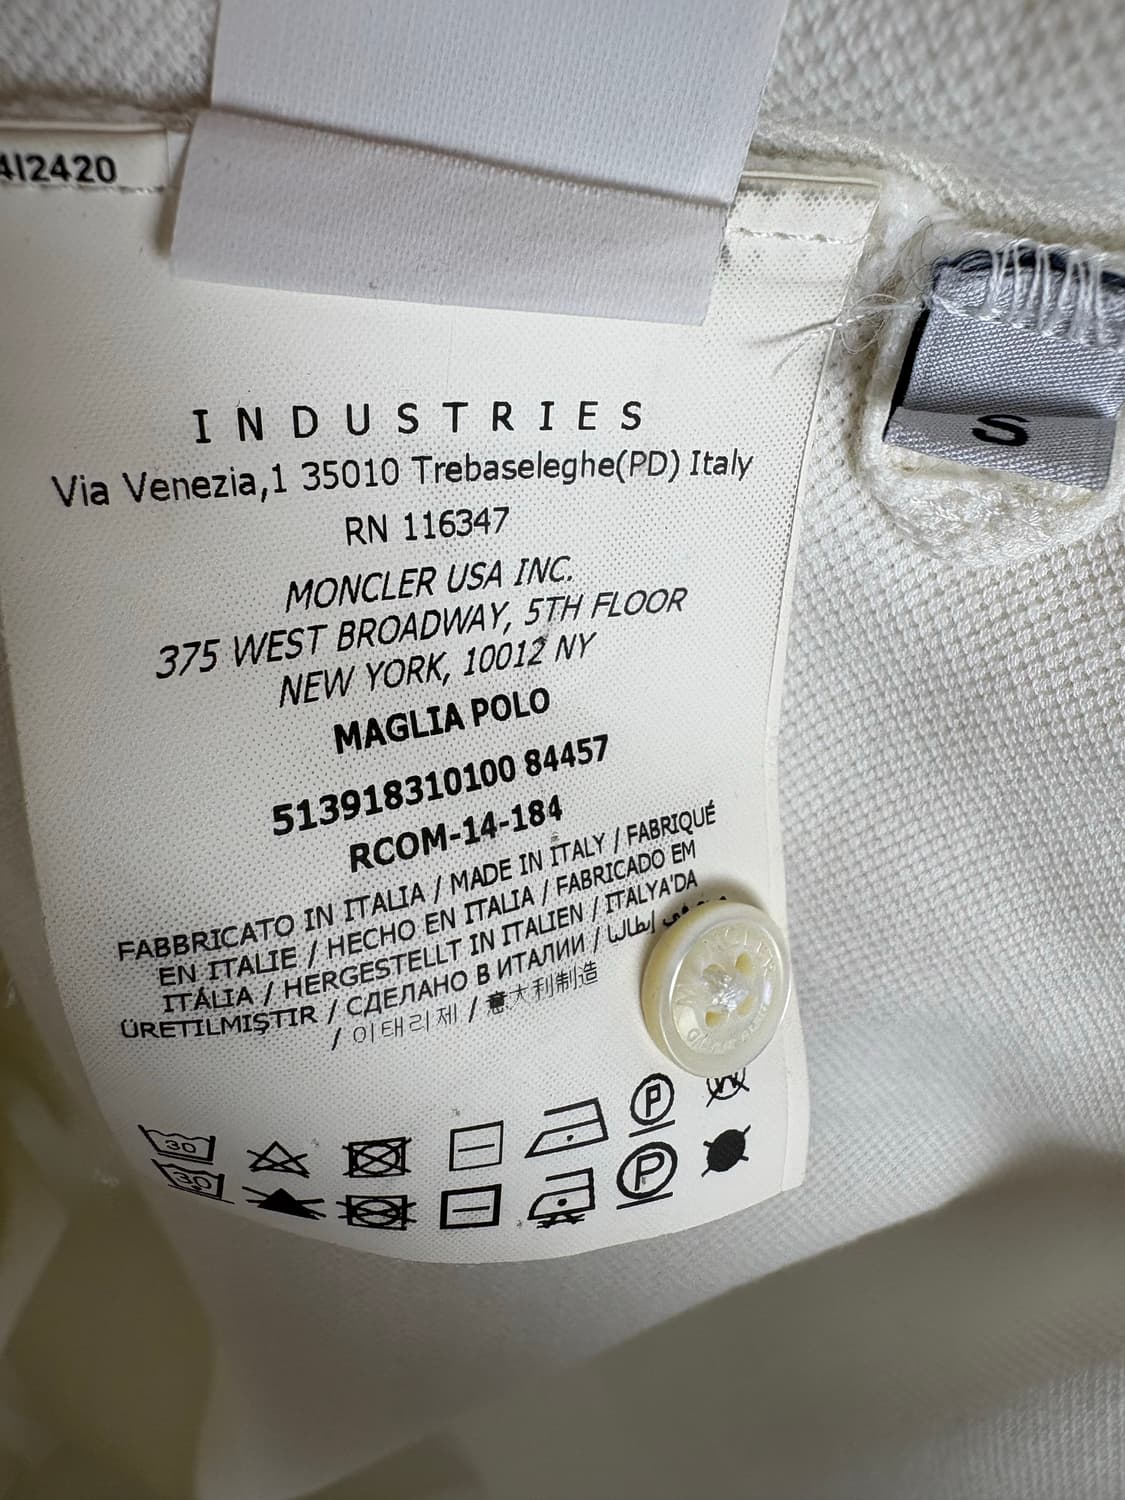 4I2420
S
INDUSTRIES
Via Venezia,1 35010 Trebaseleghe(PD) Italy
RN 116347
MONCLER USA INC.
375 WEST BROADWAY, 5TH FLOOR
NEW YORK, 10012 NY
MAGLIA POLO
513918310100 84457
RCOM-14-184
FABBRICATO IN ITALIA / MADE IN ITALY / FABRIQUÉ
EN ITALIE / HECHO EN ITALIA / FABRICADO EM
ITÁLIA / HERGESTELLT IN ITALIEN / ITALYA'DA
ÜRETILMIŞTIR / СДЕЛАНО В ИТАЛИИ /
/ 이태리제 / 意大利制造
30 P W
30 P